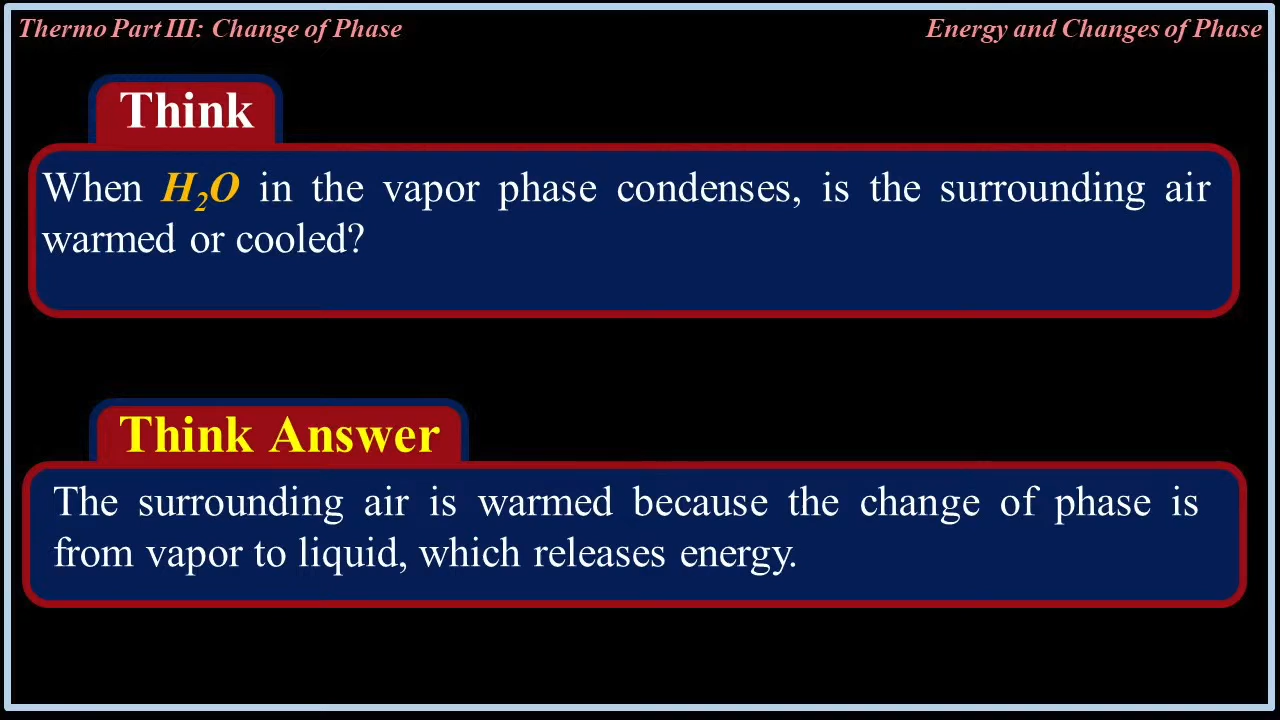 Thermo Part III: Change of Phase
Energy and Changes of Phase
Think
When H₂O in the vapor phase condenses, is the surrounding air
warmed or cooled?
Think Answer
The surrounding air is warmed because the change of phase is
from vapor to liquid, which releases energy.